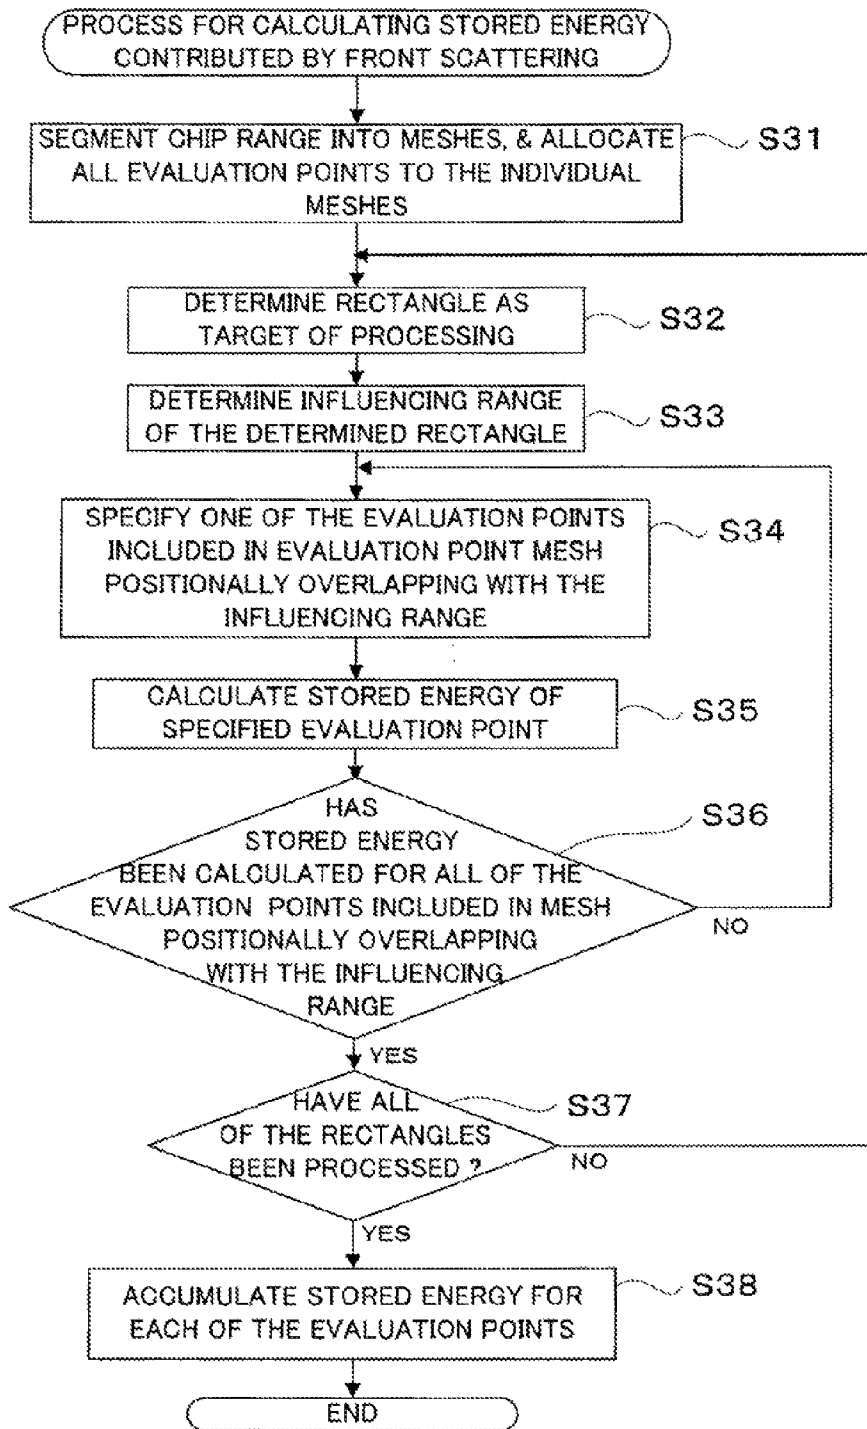 PROCESS FOR CALCULATING STORED ENERGY
CONTRIBUTED BY FRONT SCATTERING
SEGMENT CHIP RANGE INTO MESHES, & ALLOCATE
ALL EVALUATION POINTS TO THE INDIVIDUAL
MESHES
S31
DETERMINE RECTANGLE AS
TARGET OF PROCESSING
S32
DETERMINE INFLUENCING RANGE
OF THE DETERMINED RECTANGLE
S33
SPECIFY ONE OF THE EVALUATION POINTS
INCLUDED IN EVALUATION POINT MESH
POSITIONALLY OVERLAPPING WITH THE
INFLUENCING RANGE
S34
CALCULATE STORED ENERGY OF
SPECIFIED EVALUATION POINT
S35
HAS
STORED ENERGY
BEEN CALCULATED FOR ALL OF THE
EVALUATION POINTS INCLUDED IN MESH
POSITIONALLY OVERLAPPING
WITH THE INFLUENCING
RANGE
S36
NO
YES
HAVE ALL
OF THE RECTANGLES
BEEN PROCESSED ?
S37
NO
YES
ACCUMULATE STORED ENERGY FOR
EACH OF THE EVALUATION POINTS
S38
END